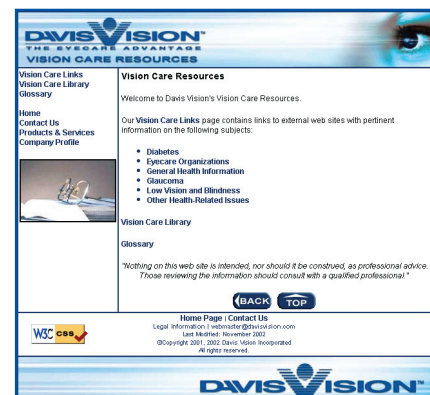 DAVIS VISION™
THE EYECARE ADVANTAGE
VISION CARE RESOURCES
Vision Care Links
Vision Care Library
Glossary
Home
Contact Us
Products & Services
Company Profile
Vision Care Resources
Welcome to Davis Vision's Vision Care Resources.
Our Vision Care Links page contains links to external web sites with pertinent
information on the following subjects:
• Diabetes
• Eyecare Organizations
• General Health Information
• Glaucoma
• Low Vision and Blindness
• Other Health-Related Issues
Vision Care Library
Glossary
"Nothing on this web site is intended, nor should it be construed, as professional advice.
Those reviewing the information should consult with a qualified professional."
BACK TOP
W3C css
Home Page | Contact Us
Legal Information | webmaster@davisvision.com
Last Modified: November 2002
©Copyright 2001, 2002 Davis Vision Incorporated
All rights reserved.
DAVIS VISION™